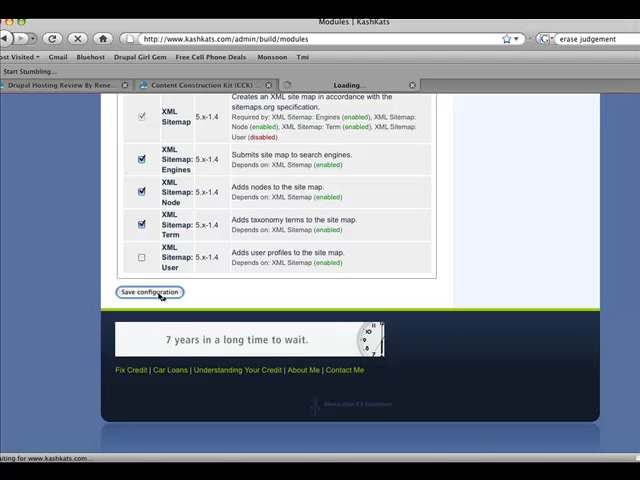 Modules | KashKats
http://www.kashkats.com/admin/build/modules
erase judgement
ost Visited
Gmail
Bluehost
Drupal Girl Gem
Free Cell Phone Deals
Monsoon
Tmi
Start Stumbling...
Drupal Hosting Review By Rene...
Content Construction Kit (CCK) ...
Loading...
XML
Sitemap
5.x-1.4
Creates an XML site map in accordance with the
sitemaps.org specification.
Required by: XML Sitemap: Engines (enabled), XML Sitemap:
Node (enabled), XML Sitemap: Term (enabled), XML Sitemap:
User (disabled)
XML
Sitemap:
Engines
5.x-1.4
Submits site map to search engines.
Depends on: XML Sitemap (enabled)
XML
Sitemap:
Node
5.x-1.4
Adds nodes to the site map.
Depends on: XML Sitemap (enabled)
XML
Sitemap:
Term
5.x-1.4
Adds taxonomy terms to the site map.
Depends on: XML Sitemap (enabled)
XML
Sitemap:
User
5.x-1.4
Adds user profiles to the site map.
Depends on: XML Sitemap (enabled)
Save configuration
7 years in a long time to wait.
Fix Credit | Car Loans | Understanding Your Credit | About Me | Contact Me
iting for www.kashkats.com...